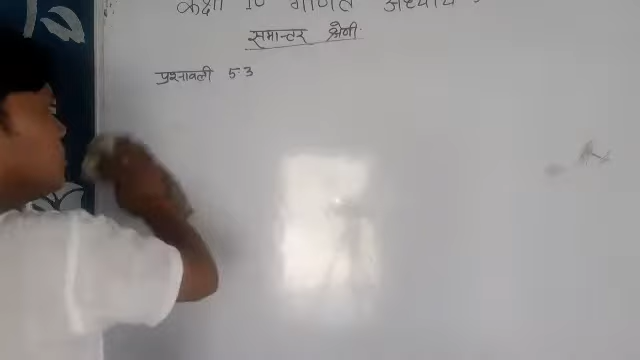 कक्षा 10 गणित अध्याय
समान्तर श्रेणी
प्रश्नावली 5.3